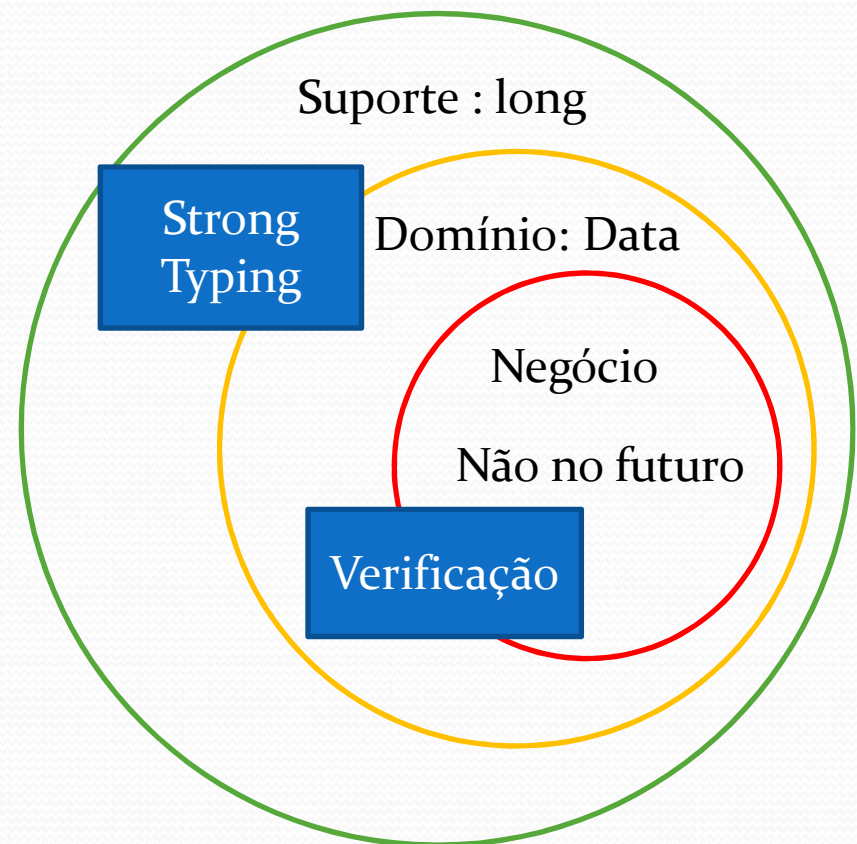 Suporte : long
Strong
Typing
Domínio: Data
Negócio
Não no futuro
Verificação